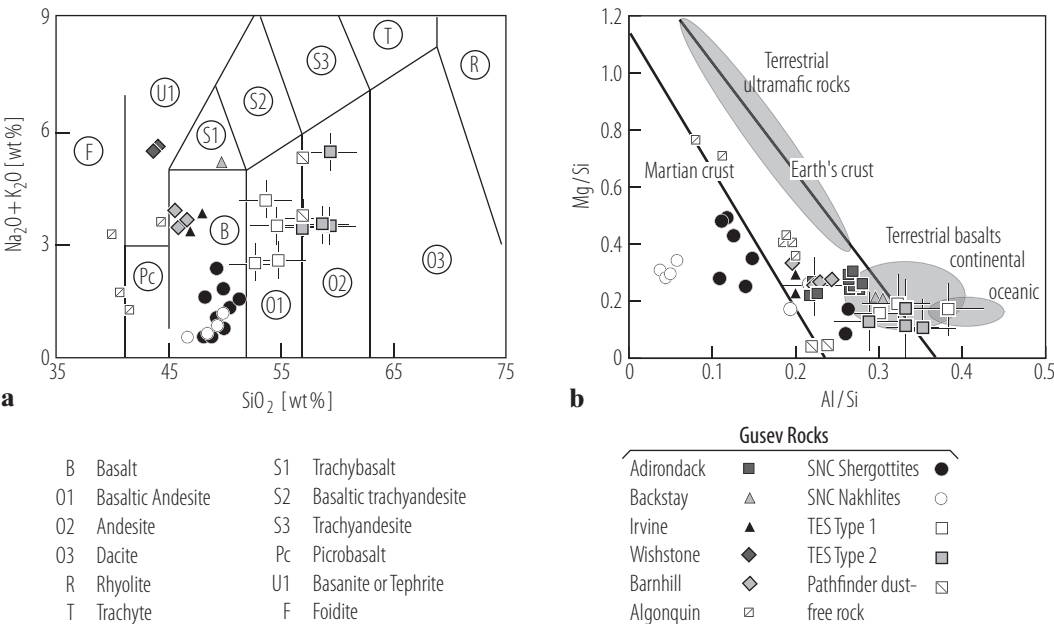 9
6
3
0
Na2O+K2O [wt%]
35
45
55
65
75
SiO2 [wt%]
F
U1
S1
S2
S3
T
R
Pc
B
O1
O2
O3
a
1.2
1.0
0.8
0.6
0.4
0.2
0
Mg/Si
0
0.1
0.2
0.3
0.4
0.5
Al/Si
Terrestrial
ultramafic rocks
Martian crust
Earth's crust
Terrestrial basalts
continental
oceanic
b
B Basalt
O1 Basaltic Andesite
O2 Andesite
O3 Dacite
R Rhyolite
T Trachyte
S1 Trachybasalt
S2 Basaltic trachyandesite
S3 Trachyandesite
Pc Picrobasalt
U1 Basanite or Tephrite
F Foidite
Gusev Rocks
Adirondack
Backstay
Irvine
Wishstone
Barnhill
Algonquin
SNC Shergottites
SNC Nakhlites
TES Type 1
TES Type 2
Pathfinder dust-
free rock